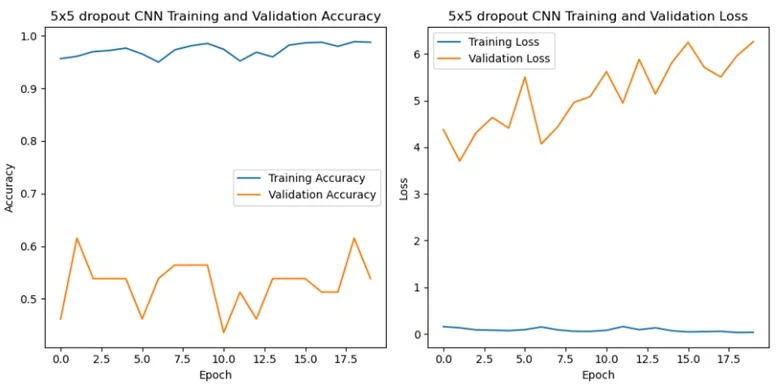 5x5 dropout CNN Training and Validation Accuracy
1.0
0.9
0.8
0.7
0.6
0.5
Accuracy
Training Accuracy
Validation Accuracy
0.0 2.5 5.0 7.5 10.0 12.5 15.0 17.5
Epoch
5x5 dropout CNN Training and Validation Loss
Training Loss
Validation Loss
6
5
4
3
2
1
0
Loss
0.0 2.5 5.0 7.5 10.0 12.5 15.0 17.5
Epoch